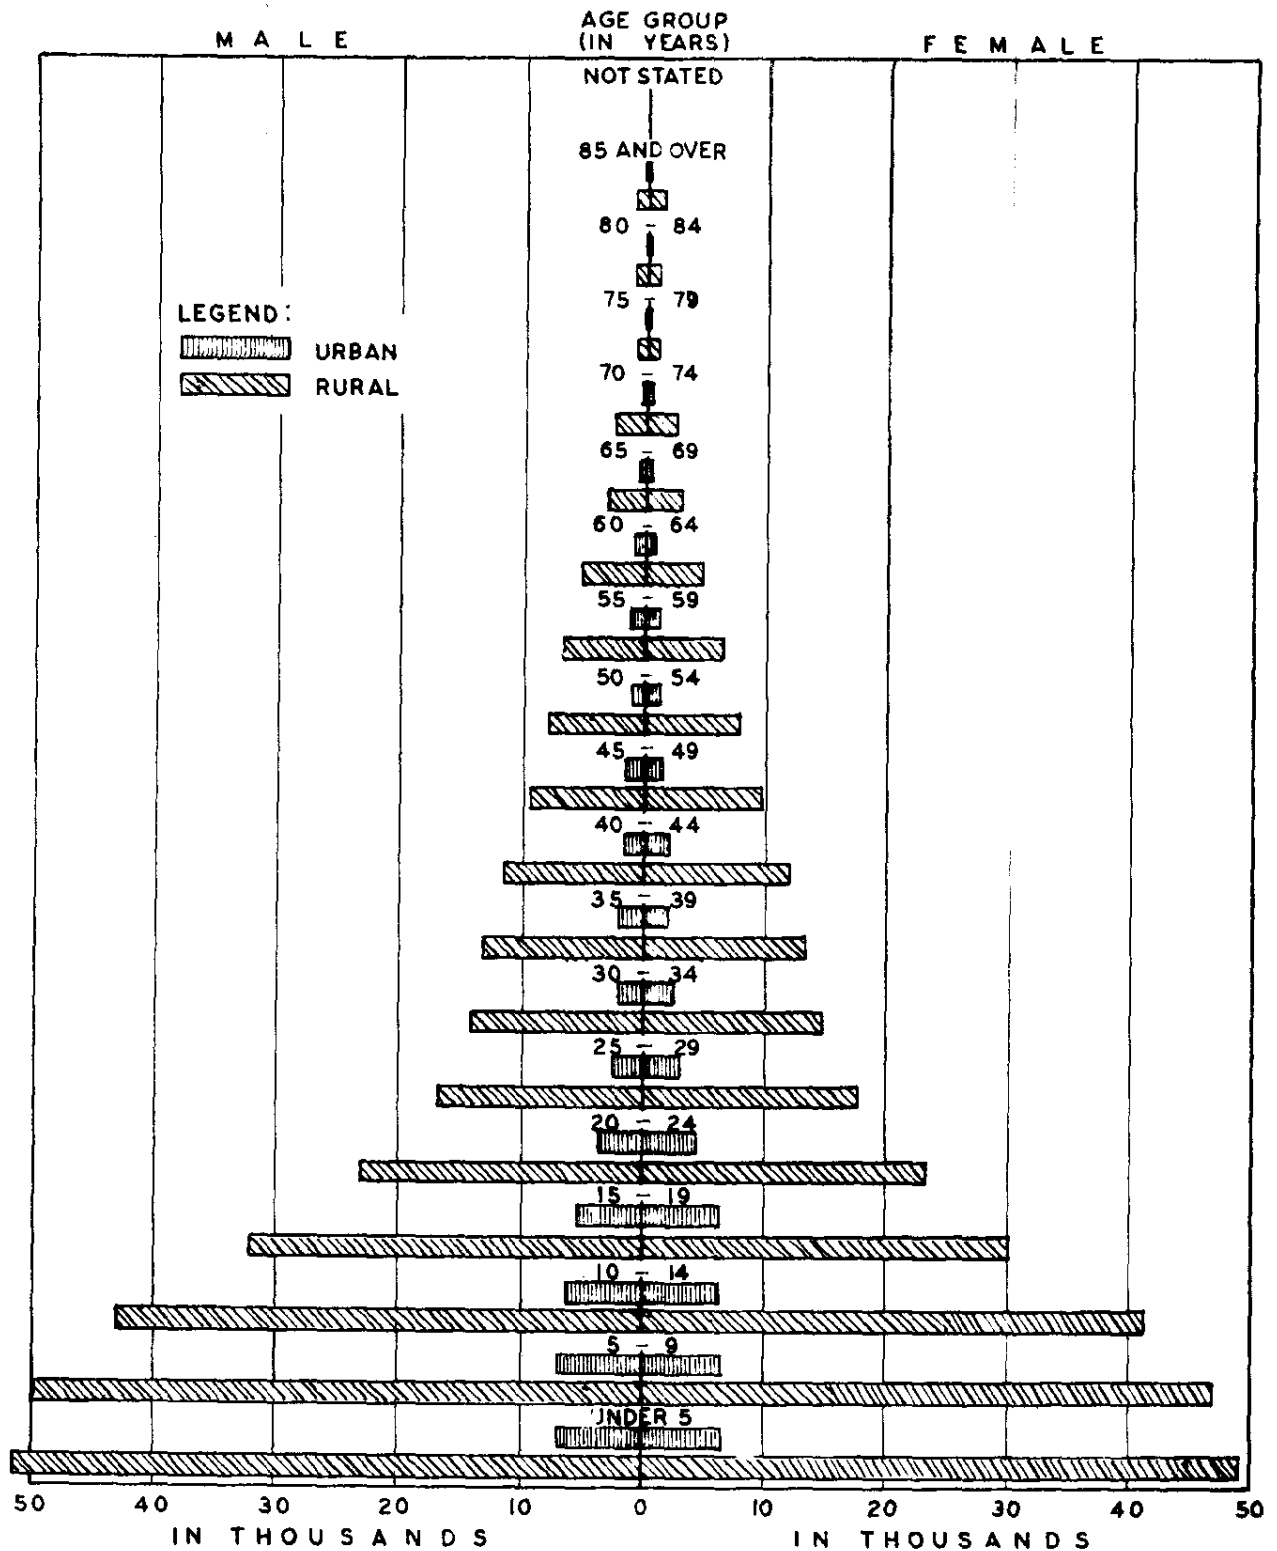 AGE GROUP
MALE (IN YEARS) FEMALE
NOT STATED
85 AND OVER
80 – 84
75 – 79
LEGEND:
URBAN
70 – 74
RURAL
65 – 69
60 – 64
55 – 59
50 – 54
45 – 49
40 – 44
35 – 39
30 – 34
25 – 29
20 – 24
15 – 19
10 – 14
5 – 9
UNDER 5
50 40 30 20 10 0 10 20 30 40 50
IN THOUSANDS IN THOUSANDS